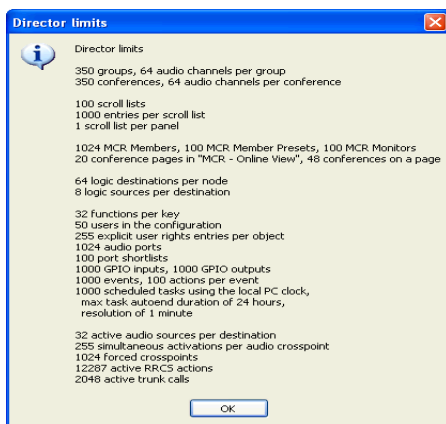 Director limits
Director limits
350 groups, 64 audio channels per group
350 conferences, 64 audio channels per conference
100 scroll lists
1000 entries per scroll list
1 scroll list per panel
1024 MCR Members, 100 MCR Member Presets, 100 MCR Monitors
20 conference pages in "MCR - Online View", 48 conferences on a page
64 logic destinations per node
8 logic sources per destination
32 functions per key
50 users in the configuration
255 explicit user rights entries per object
1024 audio ports
100 port shortlists
1000 GPIO inputs, 1000 GPIO outputs
1000 events, 100 actions per event
1000 scheduled tasks using the local PC clock,
max task autoend duration of 24 hours,
resolution of 1 minute
32 active audio sources per destination
255 simultaneous activations per audio crosspoint
1024 forced crosspoints
12287 active RRCS actions
2048 active trunk calls
OK